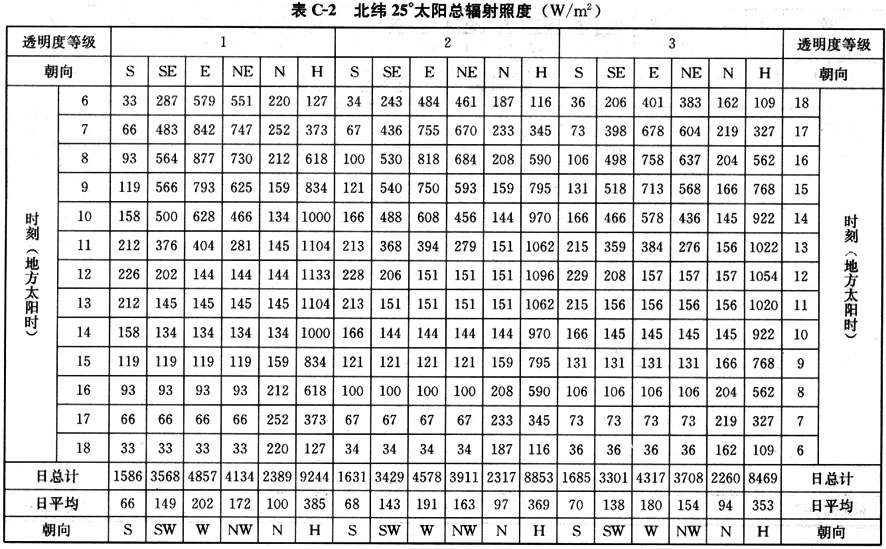 表 C-2 北纬 25°太阳总辐射照度（W/m²）
透明度等级 1 2 3 透明度等级
朝向 S SE E NE N H S SE E NE N H S SE E NE N H 朝向
时刻（地方太阳时） 时刻（地方太阳时）
6 33 287 579 551 220 127 34 243 484 461 187 116 36 206 401 383 162 109 18
7 66 483 842 747 252 373 67 436 755 670 233 345 73 398 678 604 219 327 17
8 93 564 877 730 212 618 100 530 818 684 208 590 106 498 758 637 204 562 16
9 119 566 793 625 159 834 121 540 750 593 159 795 131 518 713 568 166 768 15
10 158 500 628 466 134 1000 166 488 608 456 144 970 166 466 578 436 145 922 14
11 212 376 404 281 145 1104 213 368 394 279 151 1062 215 359 384 276 156 1022 13
12 226 202 144 144 144 1133 228 206 151 151 151 1096 229 208 157 157 157 1054 12
13 212 145 145 145 145 1104 213 151 151 151 151 1062 215 156 156 156 156 1020 11
14 158 134 134 134 134 1000 166 144 144 144 144 970 166 145 145 145 145 922 10
15 119 119 119 119 159 834 121 121 121 121 159 795 131 131 131 131 166 768 9
16 93 93 93 93 212 618 100 100 100 100 208 590 106 106 106 106 204 562 8
17 66 66 66 66 252 373 67 67 67 67 233 345 73 73 73 73 219 327 7
18 33 33 33 33 220 127 34 34 34 34 187 116 36 36 36 36 162 109 6
日总计 1586 3568 4857 4134 2389 9244 1631 3429 4578 3911 2317 8853 1685 3301 4317 3708 2260 8469 日总计
日平均 66 149 202 172 100 385 68 143 191 163 97 369 70 138 180 154 94 353 日平均
朝向 S SW W NW N H S SW W NW N H S SW W NW N H 朝向